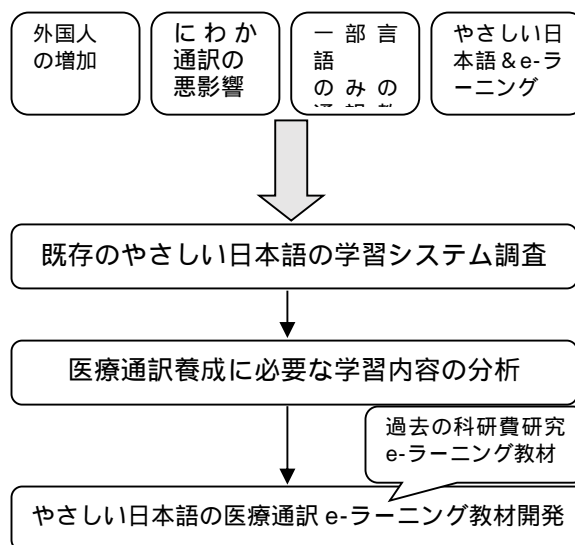 外国人
の増加
にわか
通訳の
悪影響
一部言
語
のみの
やさしい日
本語＆e-ラ
ーニング
既存のやさしい日本語の学習システム調査
医療通訳養成に必要な学習内容の分析
過去の科研費研究
e-ラーニング教材
やさしい日本語の医療通訳 e-ラーニング教材開発